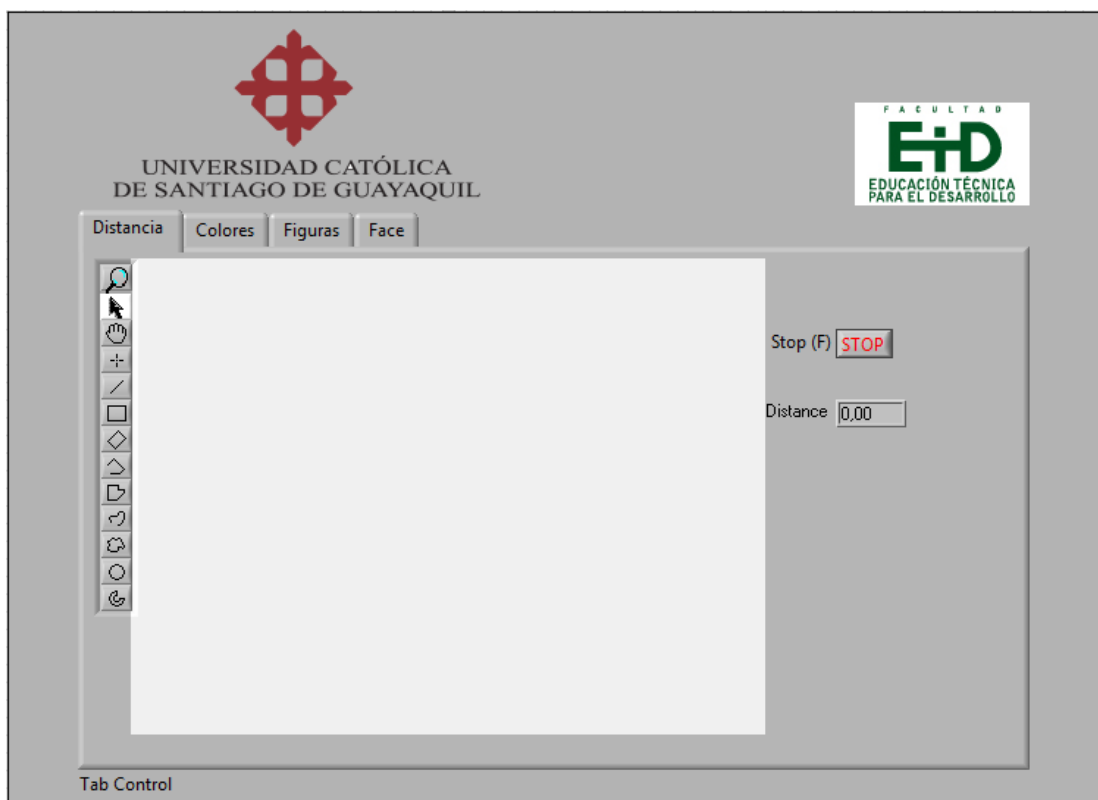 UNIVERSIDAD CATÓLICA
DE SANTIAGO DE GUAYAQUIL
FACULTAD
ETD
EDUCACIÓN TÉCNICA
PARA EL DESARROLLO
Distancia
Colores
Figuras
Face
Stop (F) STOP
Distance 0,00
Tab Control